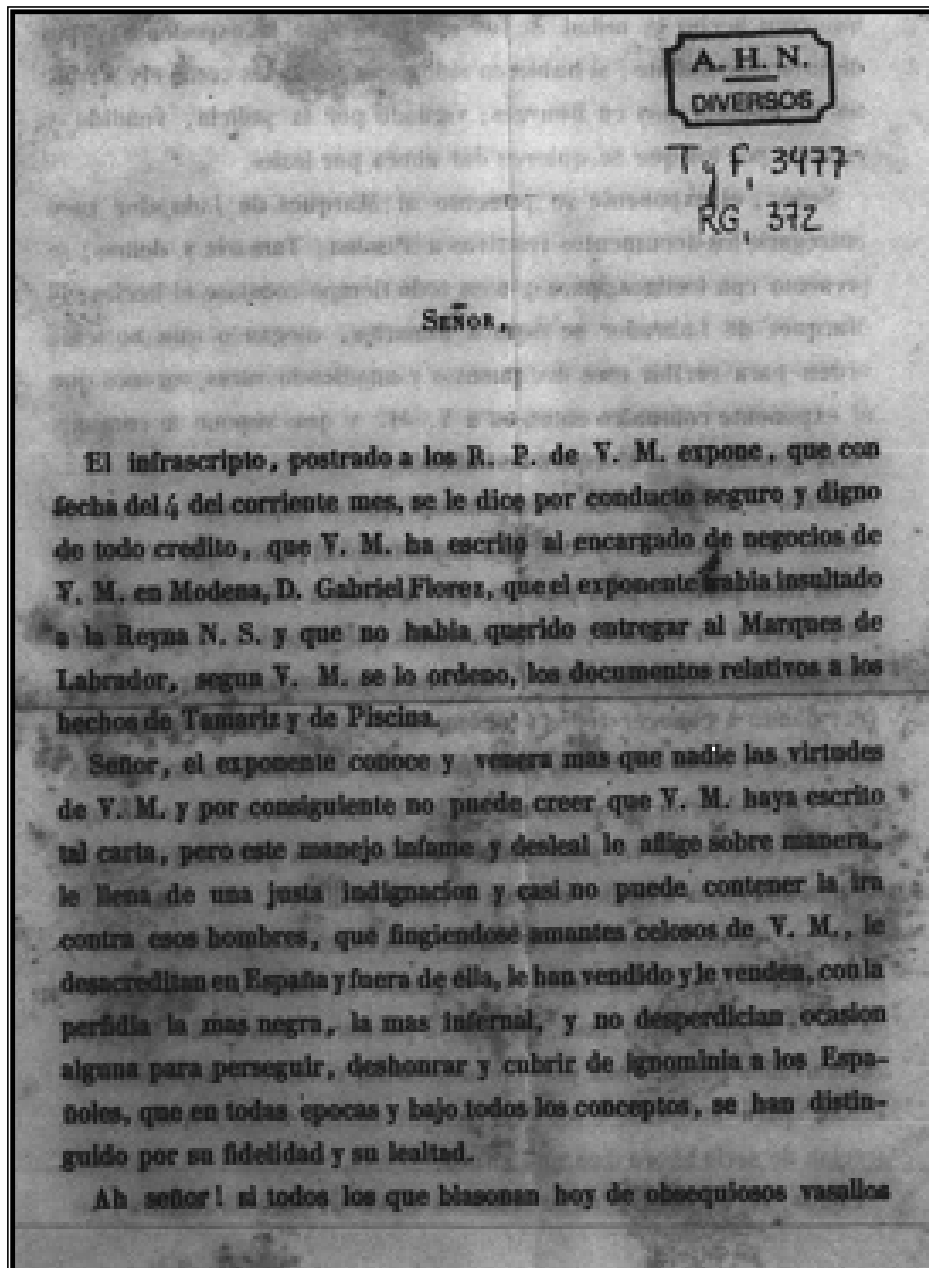 A. H. N.
DIVERSOS
T y F, 3477
RG, 372
SEÑOR,
El infrascripto, postrado a los R. P. de V. M. expone, que con
fecha del 4 del corriente mes, se le dice por conducto seguro y digno
de todo credito, que V. M. ha escrito al encargado de negocios de
V. M. en Modena, D. Gabriel Florez, que el exponente habia insultado
a la Reyna N. S. y que no habia querido entregar al Marques de
Labrador, segun V. M. se lo ordeno, los documentos relativos a los
hechos de Tamariz y de Piscina.
Señor, el exponente conoce y venera mas que nadie las virtudes
de V. M. y por consiguiente no puede creer que V. M. haya escrito
tal carta, pero este manejo infame y desleal le aflige sobre manera,
le llena de una justa indignacion y casi no puede contener la ira
contra esos hombres, que fingiendose amantes celosos de V. M., le
desacreditan en España y fuera de élla, le han vendido y le venden, con la
perfidia la mas negra, la mas infernal, y no desperdician ocasion
alguna para perseguir, deshonrar y cubrir de ignominia a los Espa-
ñoles, que en todas epocas y bajo todos los conceptos, se han distin-
guido por su fidelidad y su lealtad.
Ah señor! si todos los que blasonan hoy de obsequiosos vasallos